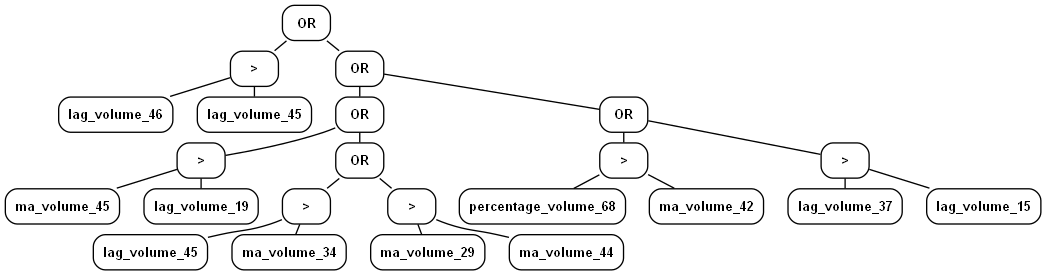 OR
> OR
lag_volume_46 lag_volume_45 OR OR
> OR > >
ma_volume_45 lag_volume_19 > > percentage_volume_68 ma_volume_42 lag_volume_37 lag_volume_15
lag_volume_45 ma_volume_34 ma_volume_29 ma_volume_44